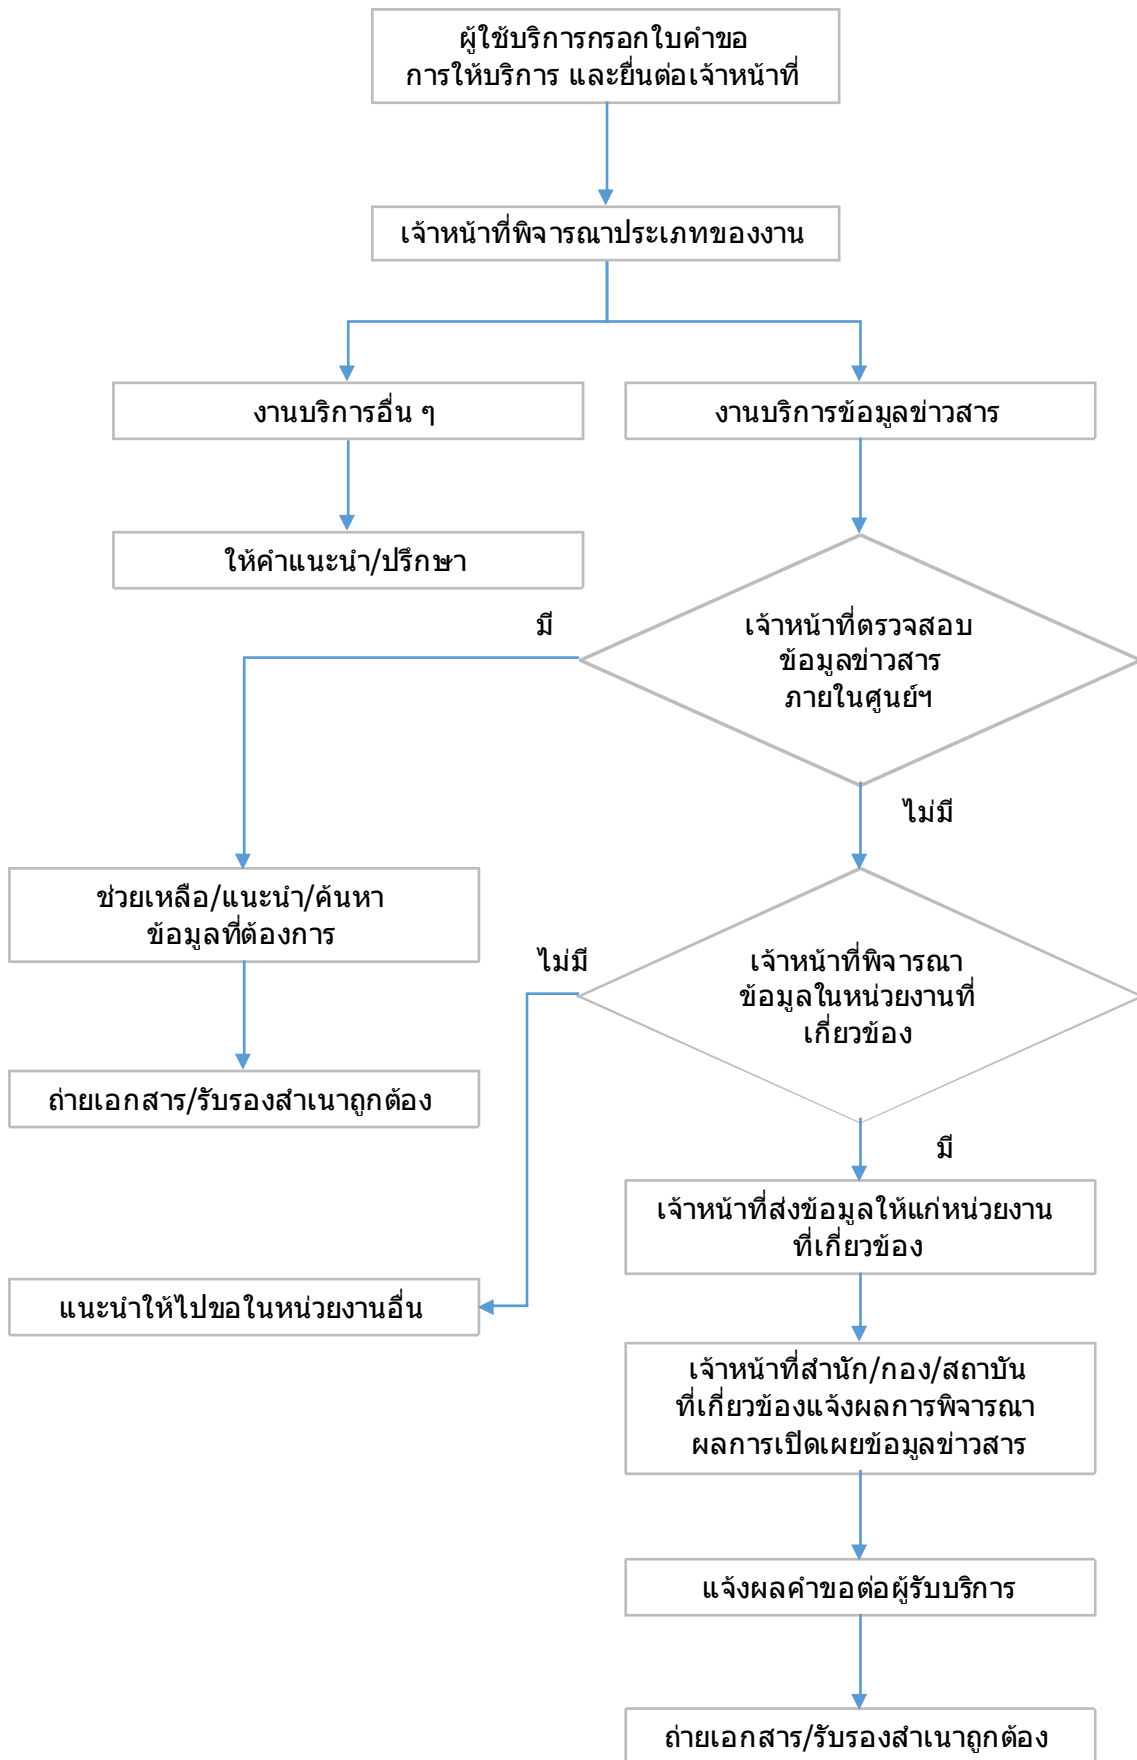 ผู้ใช้บริการกรอกใบคำขอ
การให้บริการ และยื่นต่อเจ้าหน้าที่
เจ้าหน้าที่พิจารณาประเภทของงาน
งานบริการอื่น ๆ
งานบริการข้อมูลข่าวสาร
ให้คำแนะนำ/ปรึกษา
มี
เจ้าหน้าที่ตรวจสอบ
ข้อมูลข่าวสาร
ภายในศูนย์ฯ
ไม่มี
ช่วยเหลือ/แนะนำ/ค้นหา
ข้อมูลที่ต้องการ
ไม่มี
เจ้าหน้าที่พิจารณา
ข้อมูลในหน่วยงานที่
เกี่ยวข้อง
ถ่ายเอกสาร/รับรองสำเนาถูกต้อง
มี
เจ้าหน้าที่ส่งข้อมูลให้แก่หน่วยงาน
ที่เกี่ยวข้อง
แนะนำให้ไปขอในหน่วยงานอื่น
เจ้าหน้าที่สำนัก/กอง/สถาบัน
ที่เกี่ยวข้องแจ้งผลการพิจารณา
ผลการเปิดเผยข้อมูลข่าวสาร
แจ้งผลคำขอต่อผู้รับบริการ
ถ่ายเอกสาร/รับรองสำเนาถูกต้อง